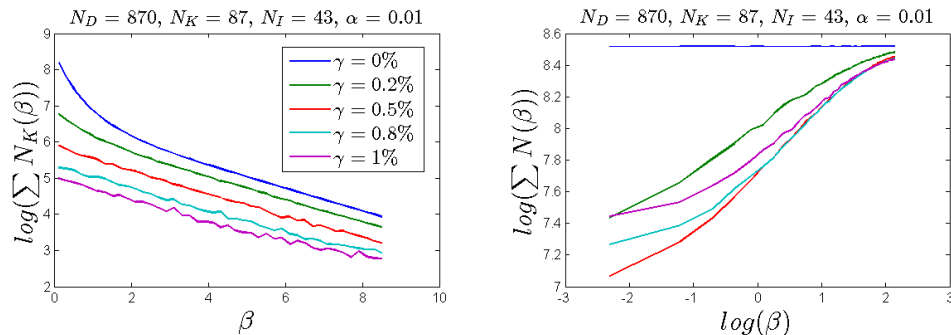 N_D = 870, N_K = 87, N_I = 43, α = 0.01
log(∑ N_K(β))
9
8
7
6
5
4
3
2
γ = 0%
γ = 0.2%
γ = 0.5%
γ = 0.8%
γ = 1%
0
2
4
6
8
10
β
N_D = 870, N_K = 87, N_I = 43, α = 0.01
log(∑ N(β))
8.6
8.4
8.2
8
7.8
7.6
7.4
7.2
7
-3
-2
-1
0
1
2
3
log(β)